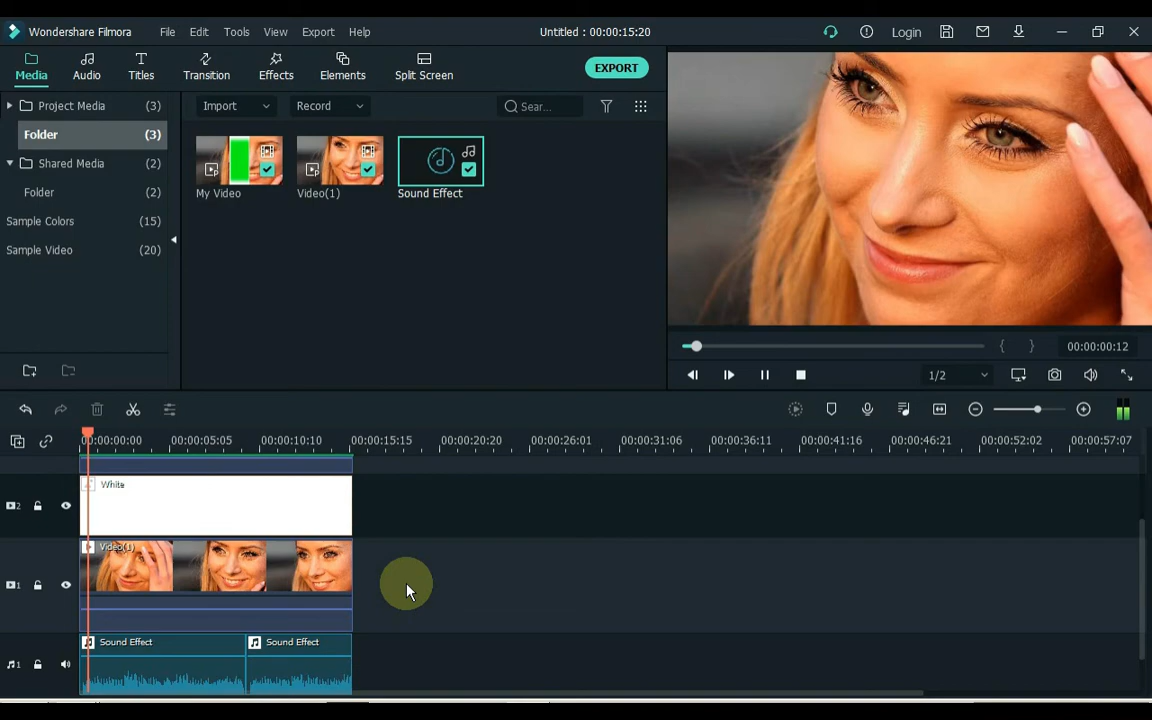 Wondershare Filmora File Edit Tools View Export Help Untitled : 00:00:15:20 Login
Media Audio Titles Transition Effects Elements Split Screen EXPORT
Project Media (3) Import Record Sear...
Folder (3)
Shared Media (2)
Folder (2)
Sample Colors (15)
Sample Video (20)
My Video Video(1) Sound Effect
{ } 00:00:00:12
1/2
00:00:00:00 00:00:05:05 00:00:10:10 00:00:15:15 00:00:20:20 00:00:26:01 00:00:31:06 00:00:36:11 00:00:41:16 00:00:46:21 00:00:52:02 00:00:57:07
White
2
Video(1)
1
Sound Effect Sound Effect
1